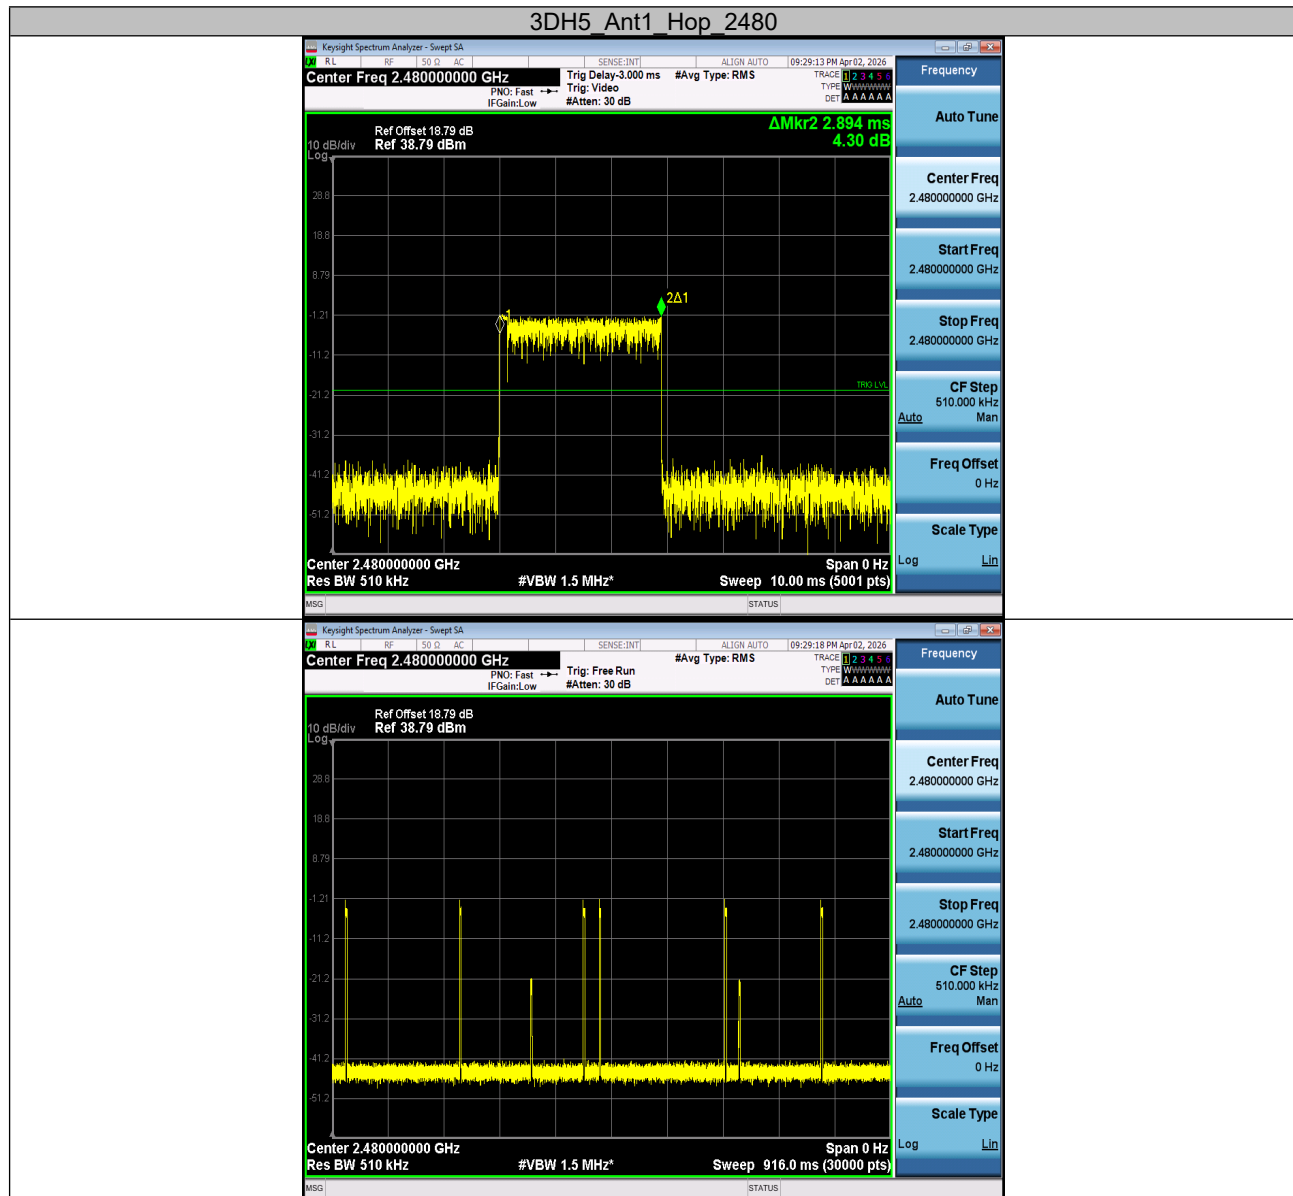 3DH5_Ant1_Hop_2480
Keysight Spectrum Analyzer - Swept SA
LXI RL RF 50 Ω AC SENSE:INT ALIGN AUTO 09:29:13 PM Apr 02, 2026
Center Freq 2.480000000 GHz
PNO: Fast
IFGain:Low
Trig Delay-3.000 ms
Trig: Video
#Atten: 30 dB
#Avg Type: RMS
TRACE 1 2 3 4 5 6
TYPE WWWWWW
DET A A A A A A
ΔMkr2 2.894 ms
4.30 dB
Ref Offset 18.79 dB
10 dB/div Ref 38.79 dBm
Log
28.8
18.8
8.79
-1.21
-11.2
-21.2
-31.2
-41.2
-51.2
1
2Δ1
TRIG LVL
Center 2.480000000 GHz Span 0 Hz
Res BW 510 kHz #VBW 1.5 MHz* Sweep 10.00 ms (5001 pts)
MSG STATUS
Frequency
Auto Tune
Center Freq
2.480000000 GHz
Start Freq
2.480000000 GHz
Stop Freq
2.480000000 GHz
CF Step
510.000 kHz
Auto Man
Freq Offset
0 Hz
Scale Type
Log Lin
Keysight Spectrum Analyzer - Swept SA
LXI RL RF 50 Ω AC SENSE:INT ALIGN AUTO 09:29:18 PM Apr 02, 2026
Center Freq 2.480000000 GHz
PNO: Fast
IFGain:Low
Trig: Free Run
#Atten: 30 dB
#Avg Type: RMS
TRACE 1 2 3 4 5 6
TYPE WWWWWW
DET A A A A A A
Ref Offset 18.79 dB
10 dB/div Ref 38.79 dBm
Log
28.8
18.8
8.79
-1.21
-11.2
-21.2
-31.2
-41.2
-51.2
Center 2.480000000 GHz Span 0 Hz
Res BW 510 kHz #VBW 1.5 MHz* Sweep 916.0 ms (30000 pts)
MSG STATUS
Frequency
Auto Tune
Center Freq
2.480000000 GHz
Start Freq
2.480000000 GHz
Stop Freq
2.480000000 GHz
CF Step
510.000 kHz
Auto Man
Freq Offset
0 Hz
Scale Type
Log Lin